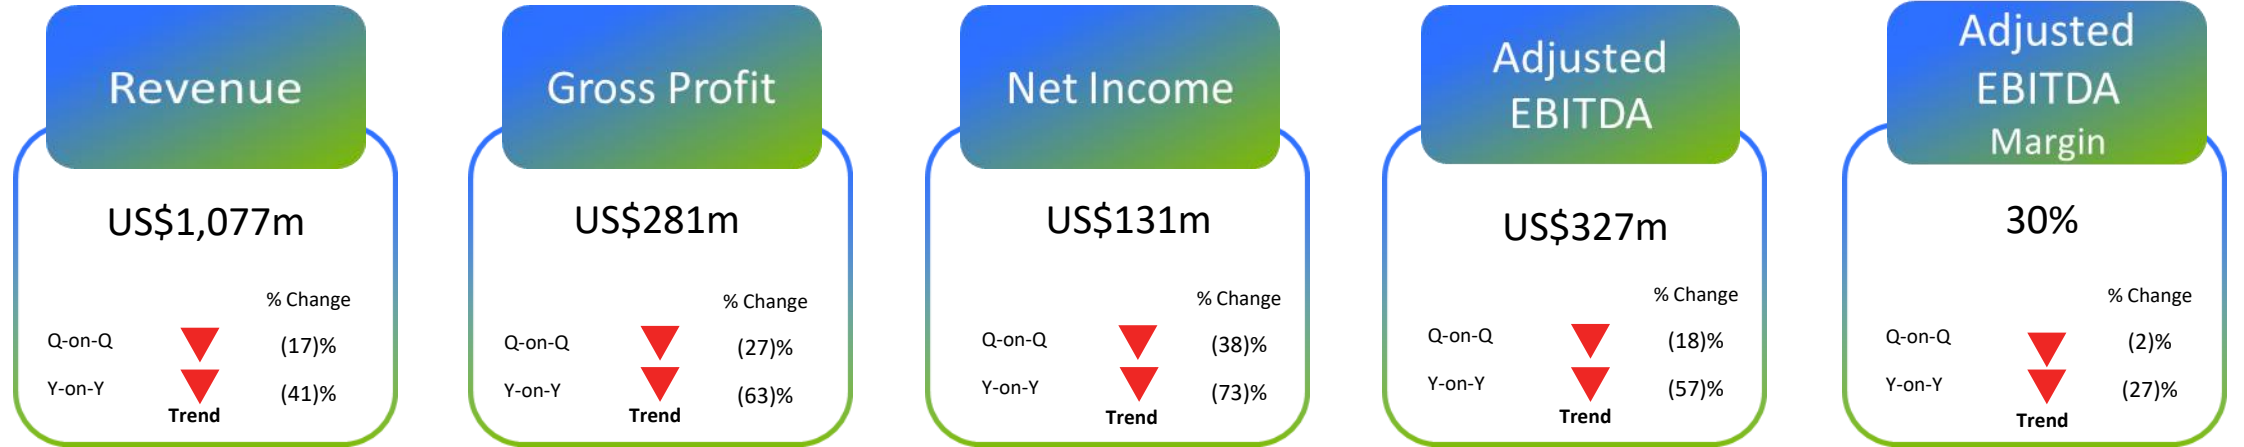 Revenue
US$1,077m
% Change
Q-on-Q (17)%
Y-on-Y (41)%
Trend
Gross Profit
US$281m
% Change
Q-on-Q (27)%
Y-on-Y (63)%
Trend
Net Income
US$131m
% Change
Q-on-Q (38)%
Y-on-Y (73)%
Trend
Adjusted
EBITDA
US$327m
% Change
Q-on-Q (18)%
Y-on-Y (57)%
Trend
Adjusted
EBITDA
Margin
30%
% Change
Q-on-Q (2)%
Y-on-Y (27)%
Trend